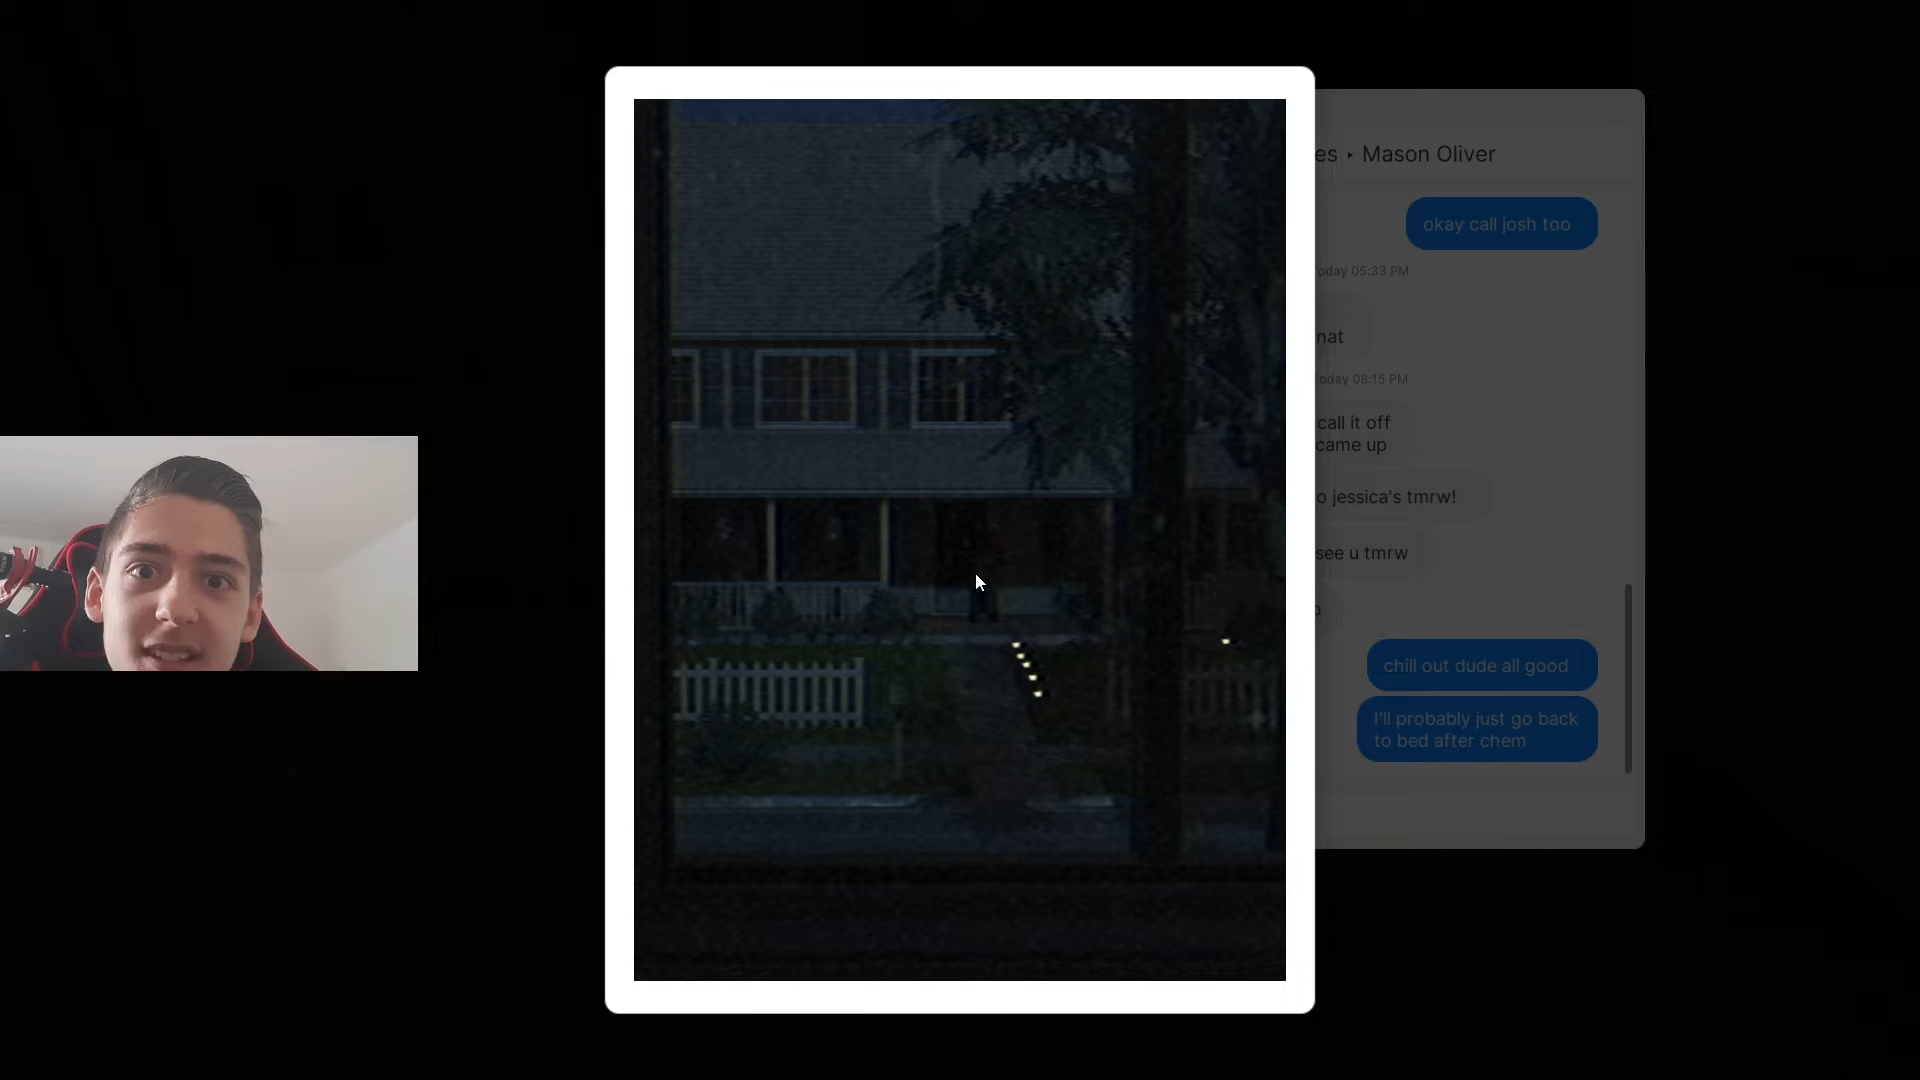 es ▸ Mason Oliver
okay call josh too
oday 05:33 PM
nat
oday 08:15 PM
call it off
came up
o jessica's tmrw!
see u tmrw
chill out dude all good
I'll probably just go back
to bed after chem